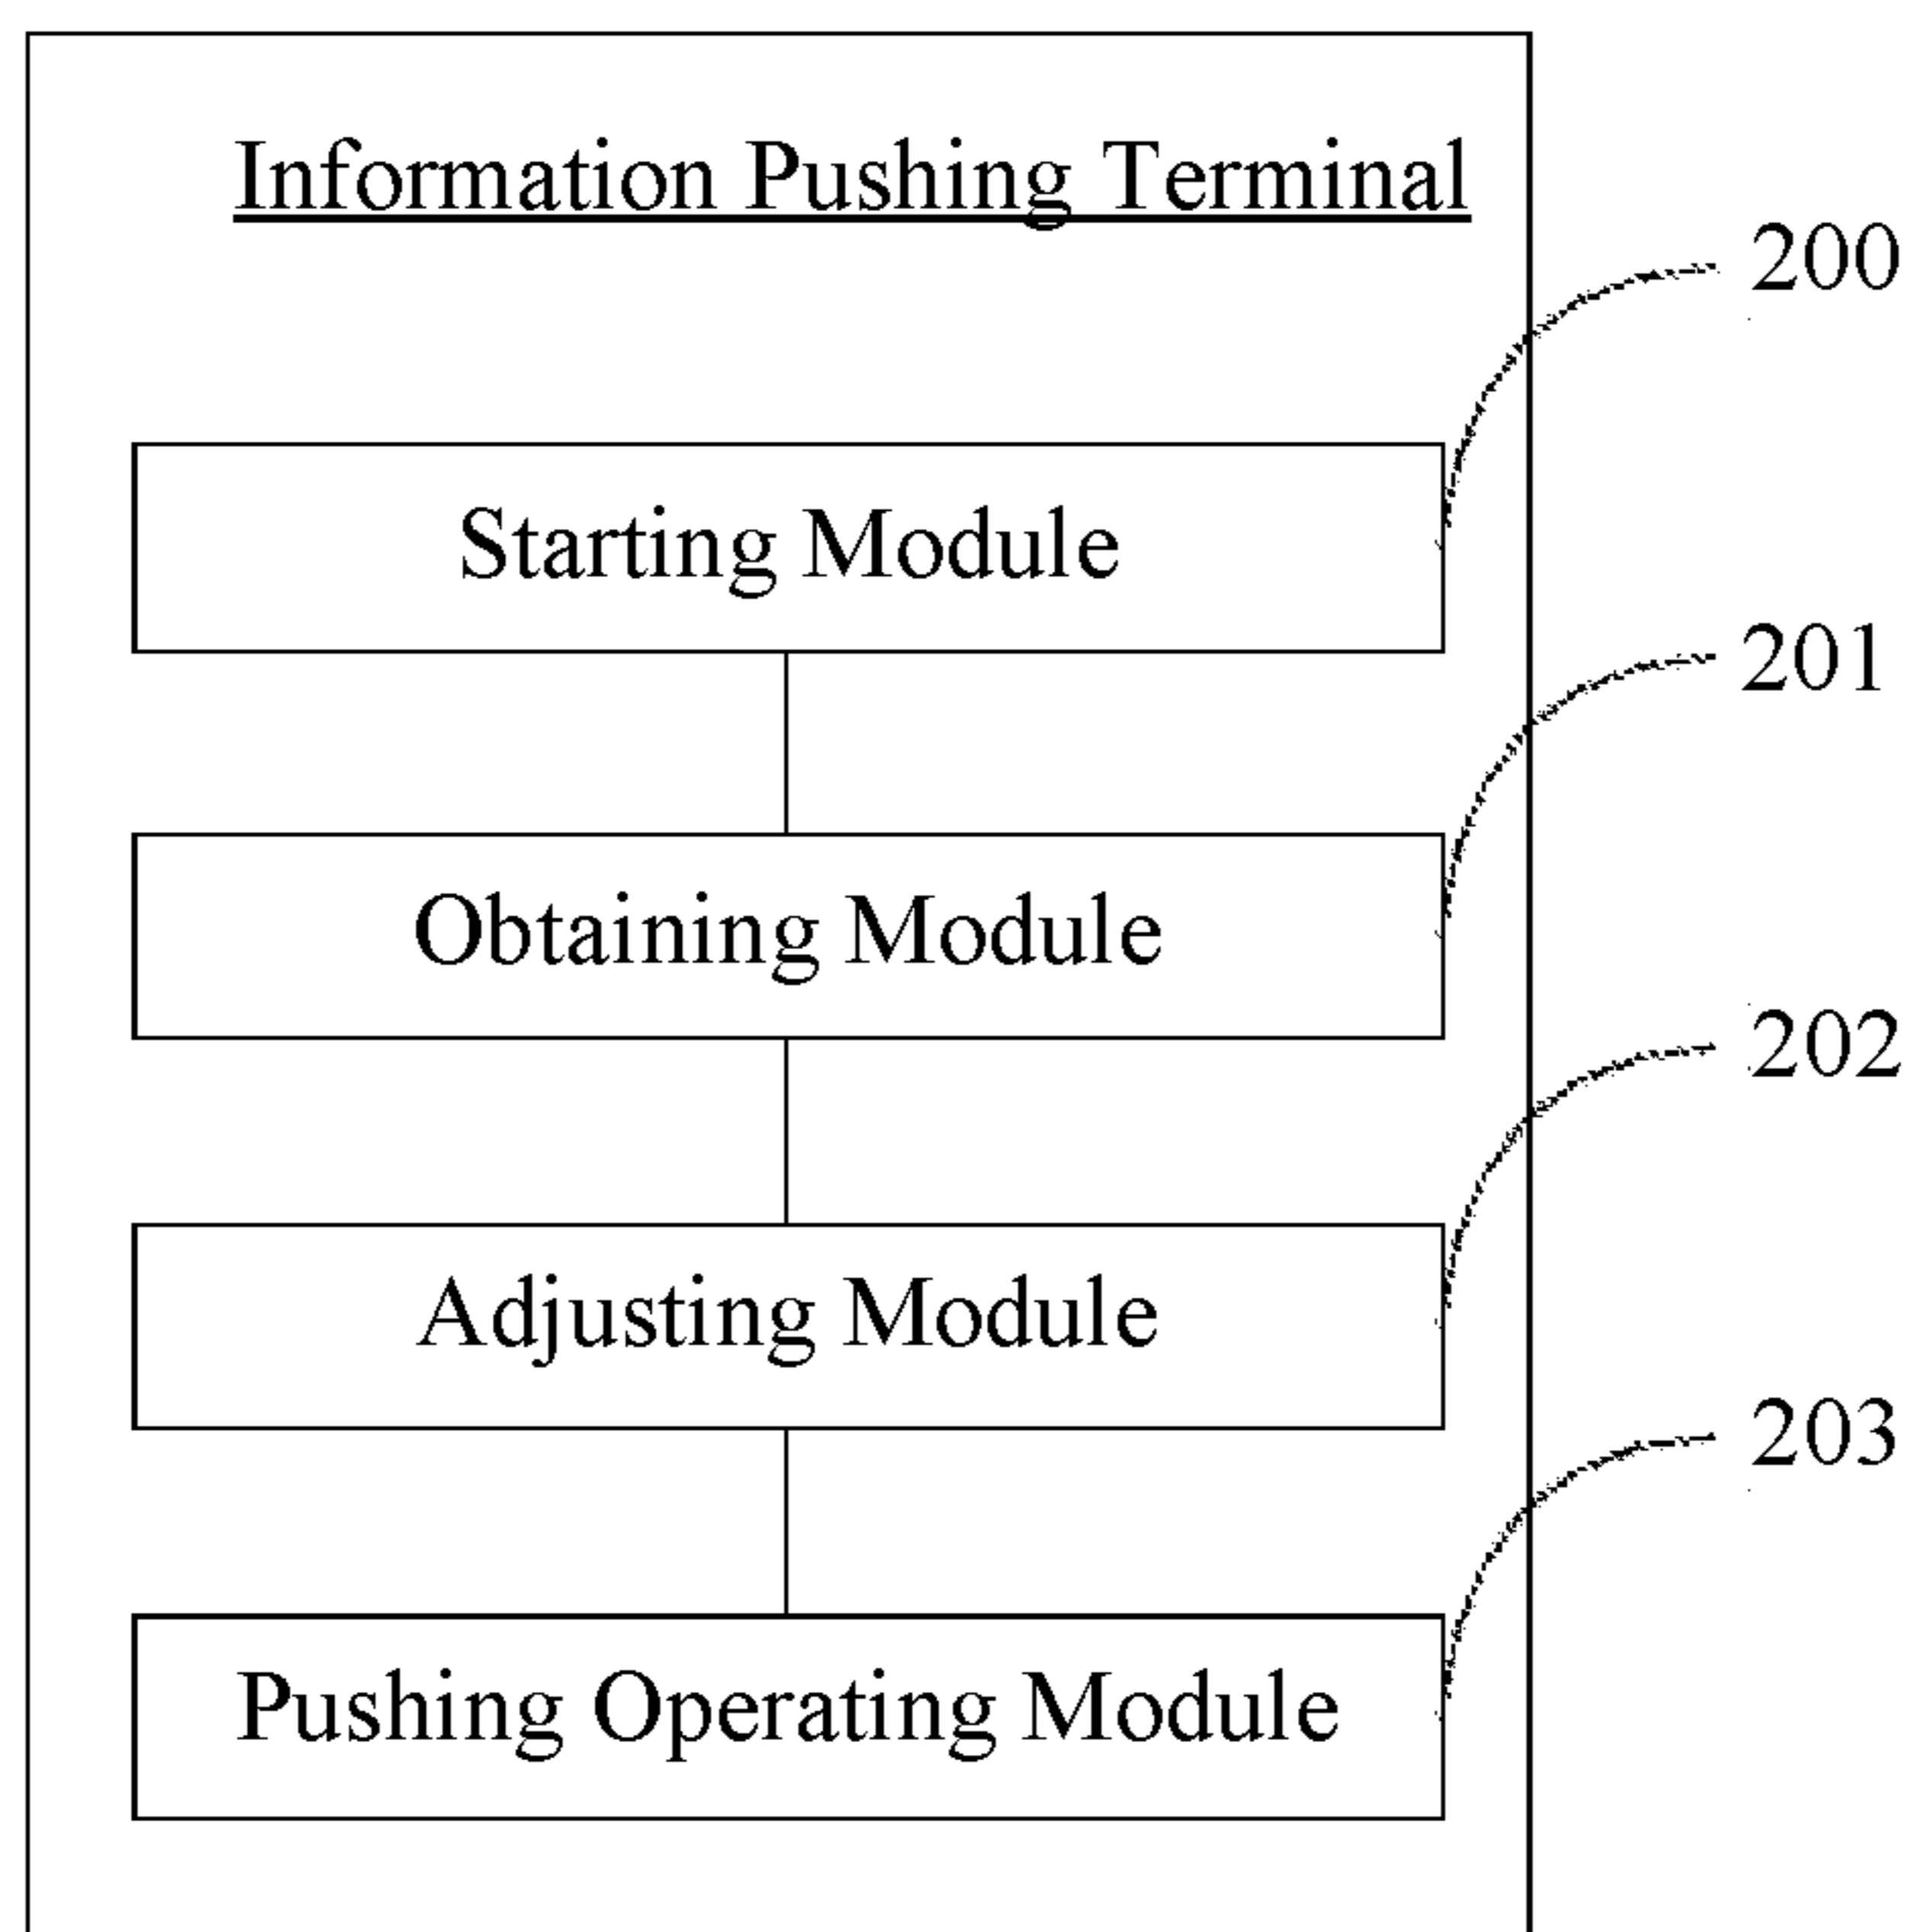 Information Pushing Terminal
200
Starting Module
201
Obtaining Module
202
Adjusting Module
203
Pushing Operating Module